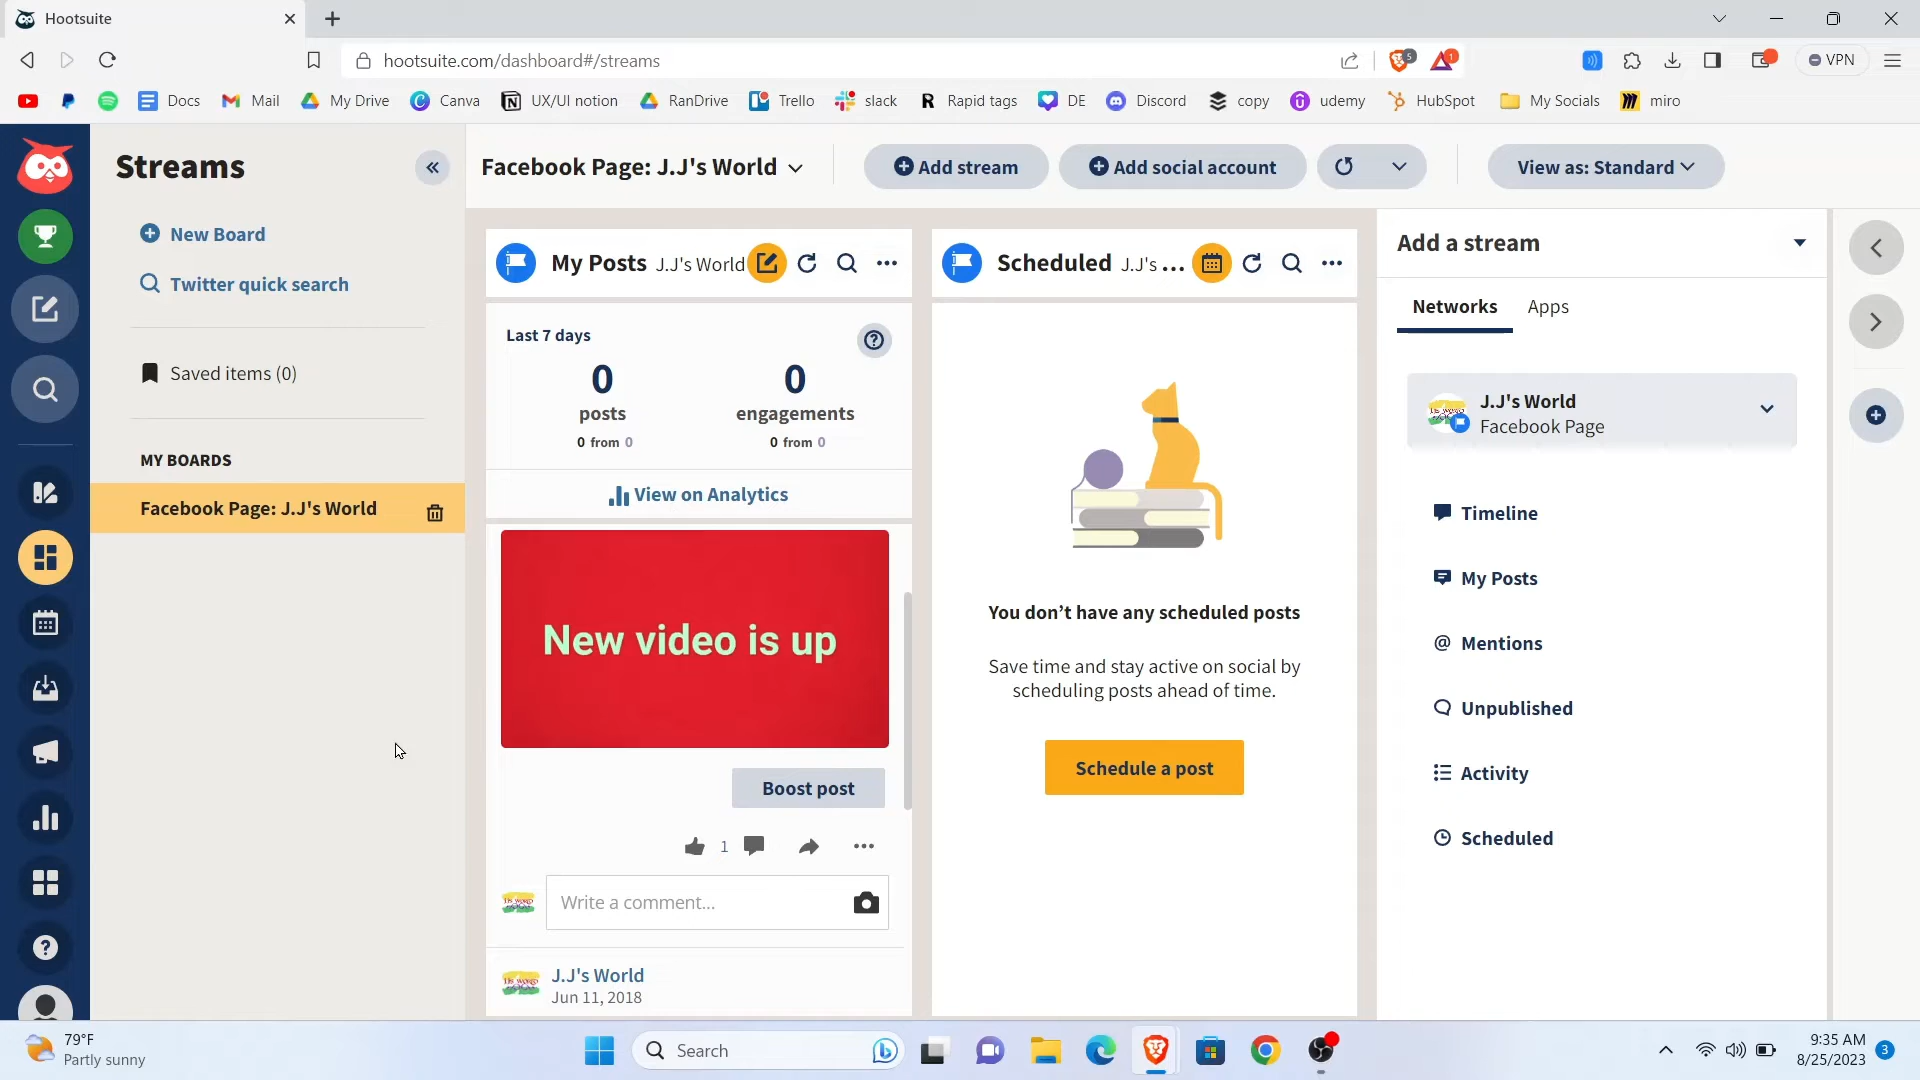 Hootsuite
hootsuite.com/dashboard#/streams
5
1
VPN
Docs
Mail
My Drive
Canva
UX/UI notion
RanDrive
Trello
slack
Rapid tags
DE
Discord
copy
udemy
HubSpot
My Socials
miro
Streams
New Board
Twitter quick search
Saved items (0)
MY BOARDS
Facebook Page: J.J's World
Facebook Page: J.J's World
Add stream
Add social account
View as: Standard
My Posts J.J's World
Last 7 days
0
posts
0 from 0
0
engagements
0 from 0
View on Analytics
New video is up
Boost post
1
Write a comment...
J.J's World
Jun 11, 2018
Scheduled J.J's ...
You don’t have any scheduled posts
Save time and stay active on social by
scheduling posts ahead of time.
Schedule a post
Add a stream
Networks
Apps
J.J's World
Facebook Page
Timeline
My Posts
Mentions
Unpublished
Activity
Scheduled
79°F
Partly sunny
Search
9:35 AM
8/25/2023
3